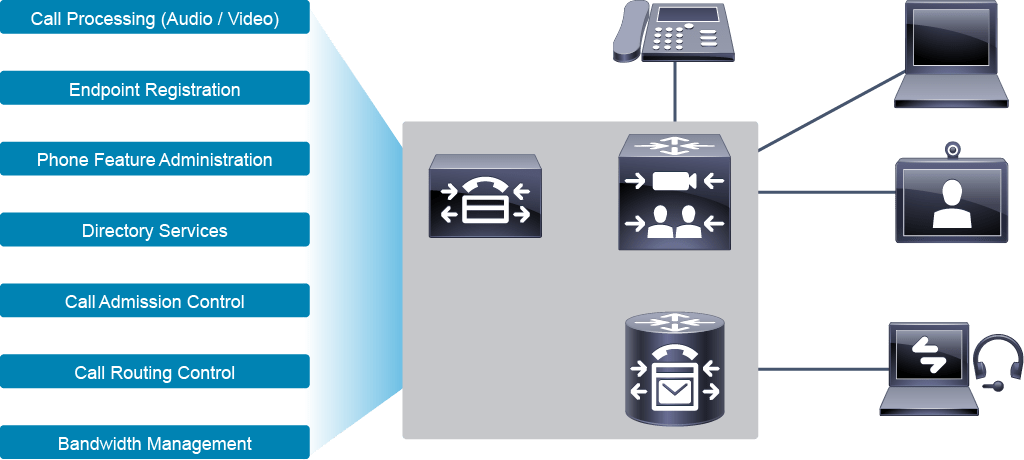 Call Processing (Audio / Video)
Endpoint Registration
Phone Feature Administration
Directory Services
Call Admission Control
Call Routing Control
Bandwidth Management